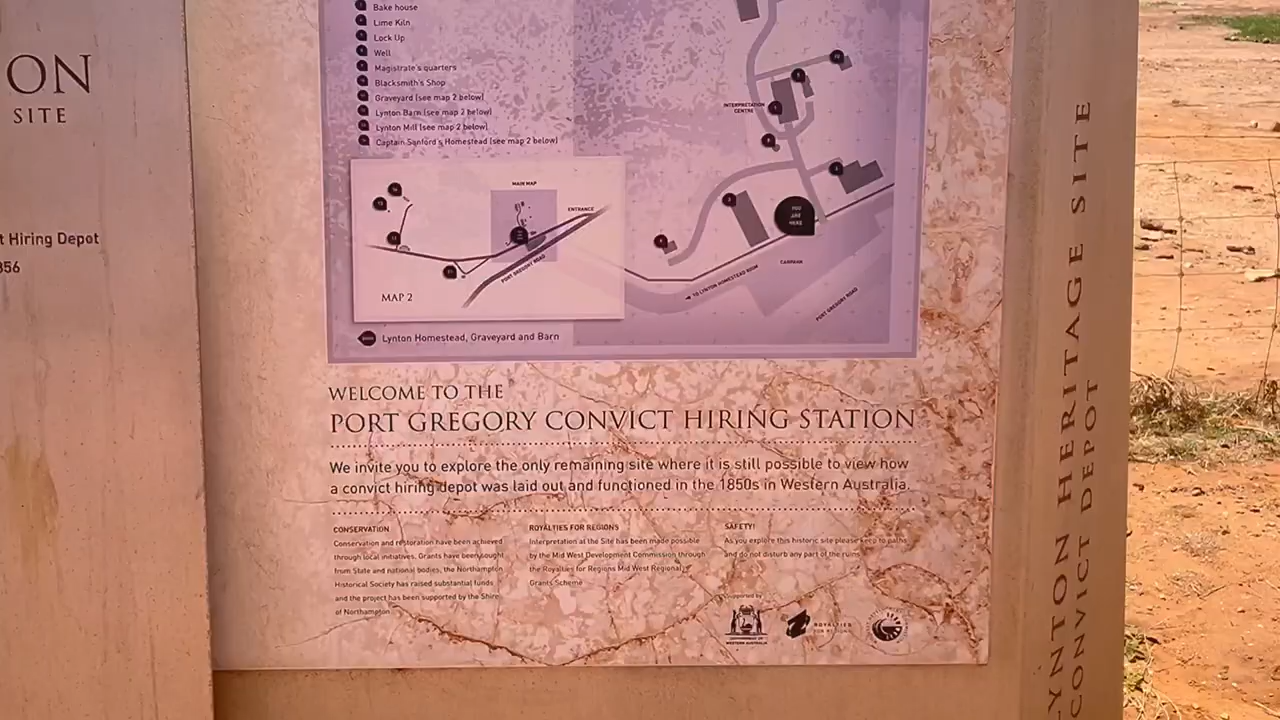 ON
SITE
t Hiring Depot
356
Bake house
Lime Kiln
Lock Up
Well
Magistrate's quarters
Blacksmith's Shop
Graveyard (see map 2 below)
Lynton Barn (see map 2 below)
Lynton Mill (see map 2 below)
Captain Sanford's Homestead (see map 2 below)
MAIN MAP
ENTRANCE
PORT GREGORY ROAD
MAP 2
INTERPRETATION
CENTRE
YOU
ARE
HERE
CARPARK
TO LYNTON HOMESTEAD
PORT GREGORY ROAD
Lynton Homestead, Graveyard and Barn
WELCOME TO THE
PORT GREGORY CONVICT HIRING STATION
We invite you to explore the only remaining site where it is still possible to view how
a convict hiring depot was laid out and functioned in the 1850s in Western Australia.
CONSERVATION
Conservation and restoration have been achieved
through local initiatives. Grants have been sought
from State and national bodies, the Northampton
Historical Society has raised substantial funds
and the project has been supported by the Shire
of Northampton
ROYALTIES FOR REGIONS
Interpretation at the Site has been made possible
by the Mid West Development Commission through
the Royalties for Regions Mid West Regional
Grants Scheme
SAFETY!
As you explore this historic site please keep to paths
and do not disturb any part of the ruins
Supported by
GOVERNMENT OF
WESTERN AUSTRALIA
ROYALTIES
FOR REGIONS
LYNTON HERITAGE SITE
CONVICT DEPOT